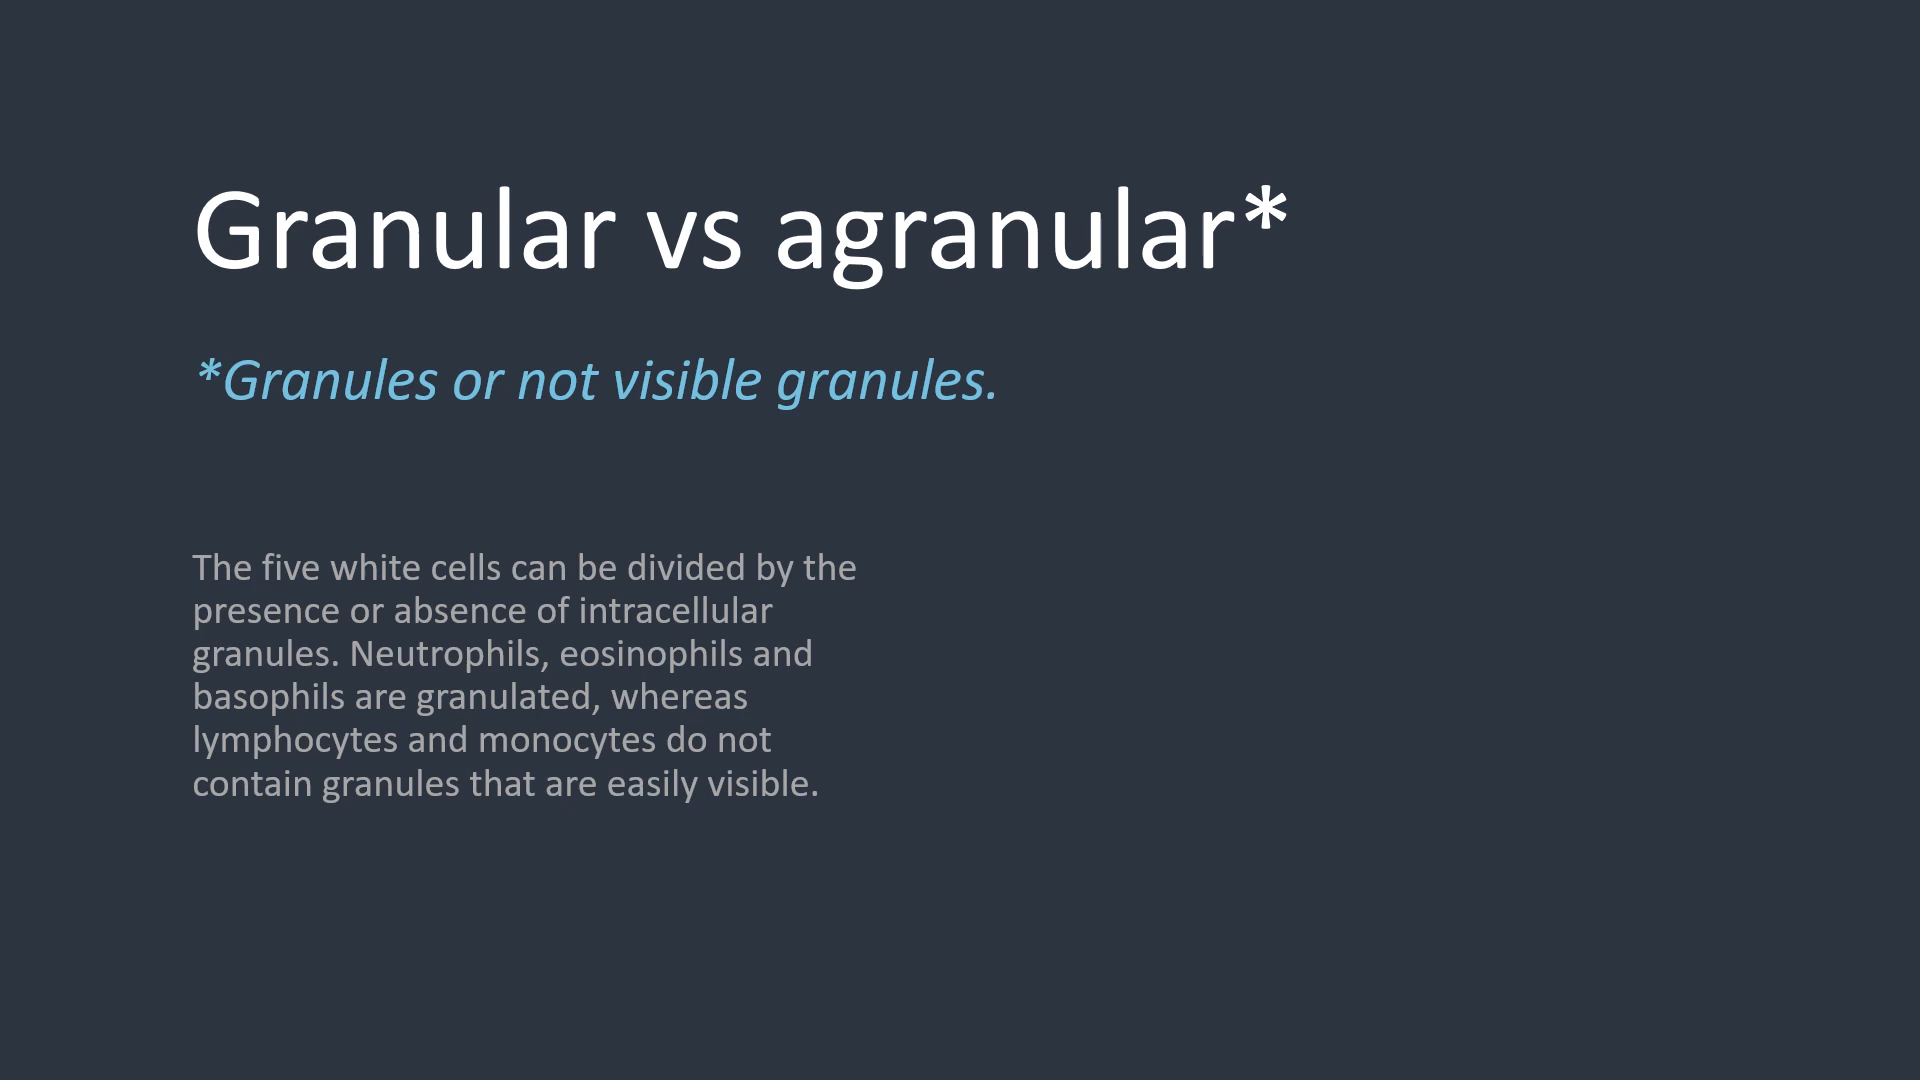 Granular vs agranular*
*Granules or not visible granules.
The five white cells can be divided by the
presence or absence of intracellular
granules. Neutrophils, eosinophils and
basophils are granulated, whereas
lymphocytes and monocytes do not
contain granules that are easily visible.